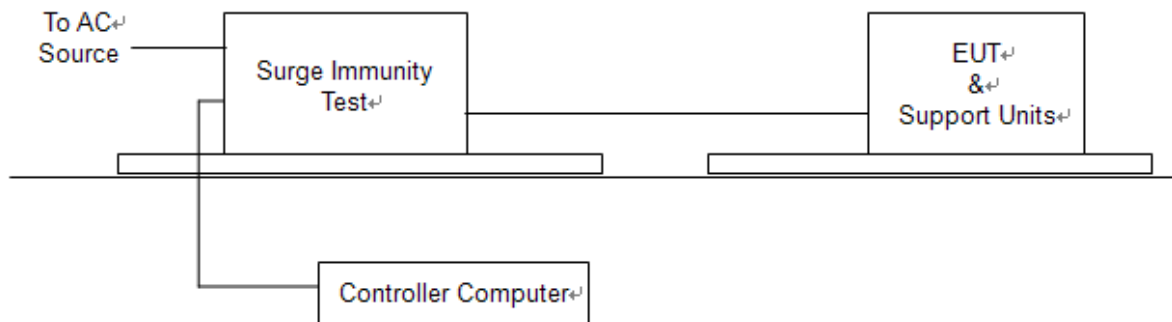 To AC↵
Source
Surge Immunity
Test↵
EUT↵
&↵
Support Units↵
Controller Computer↵